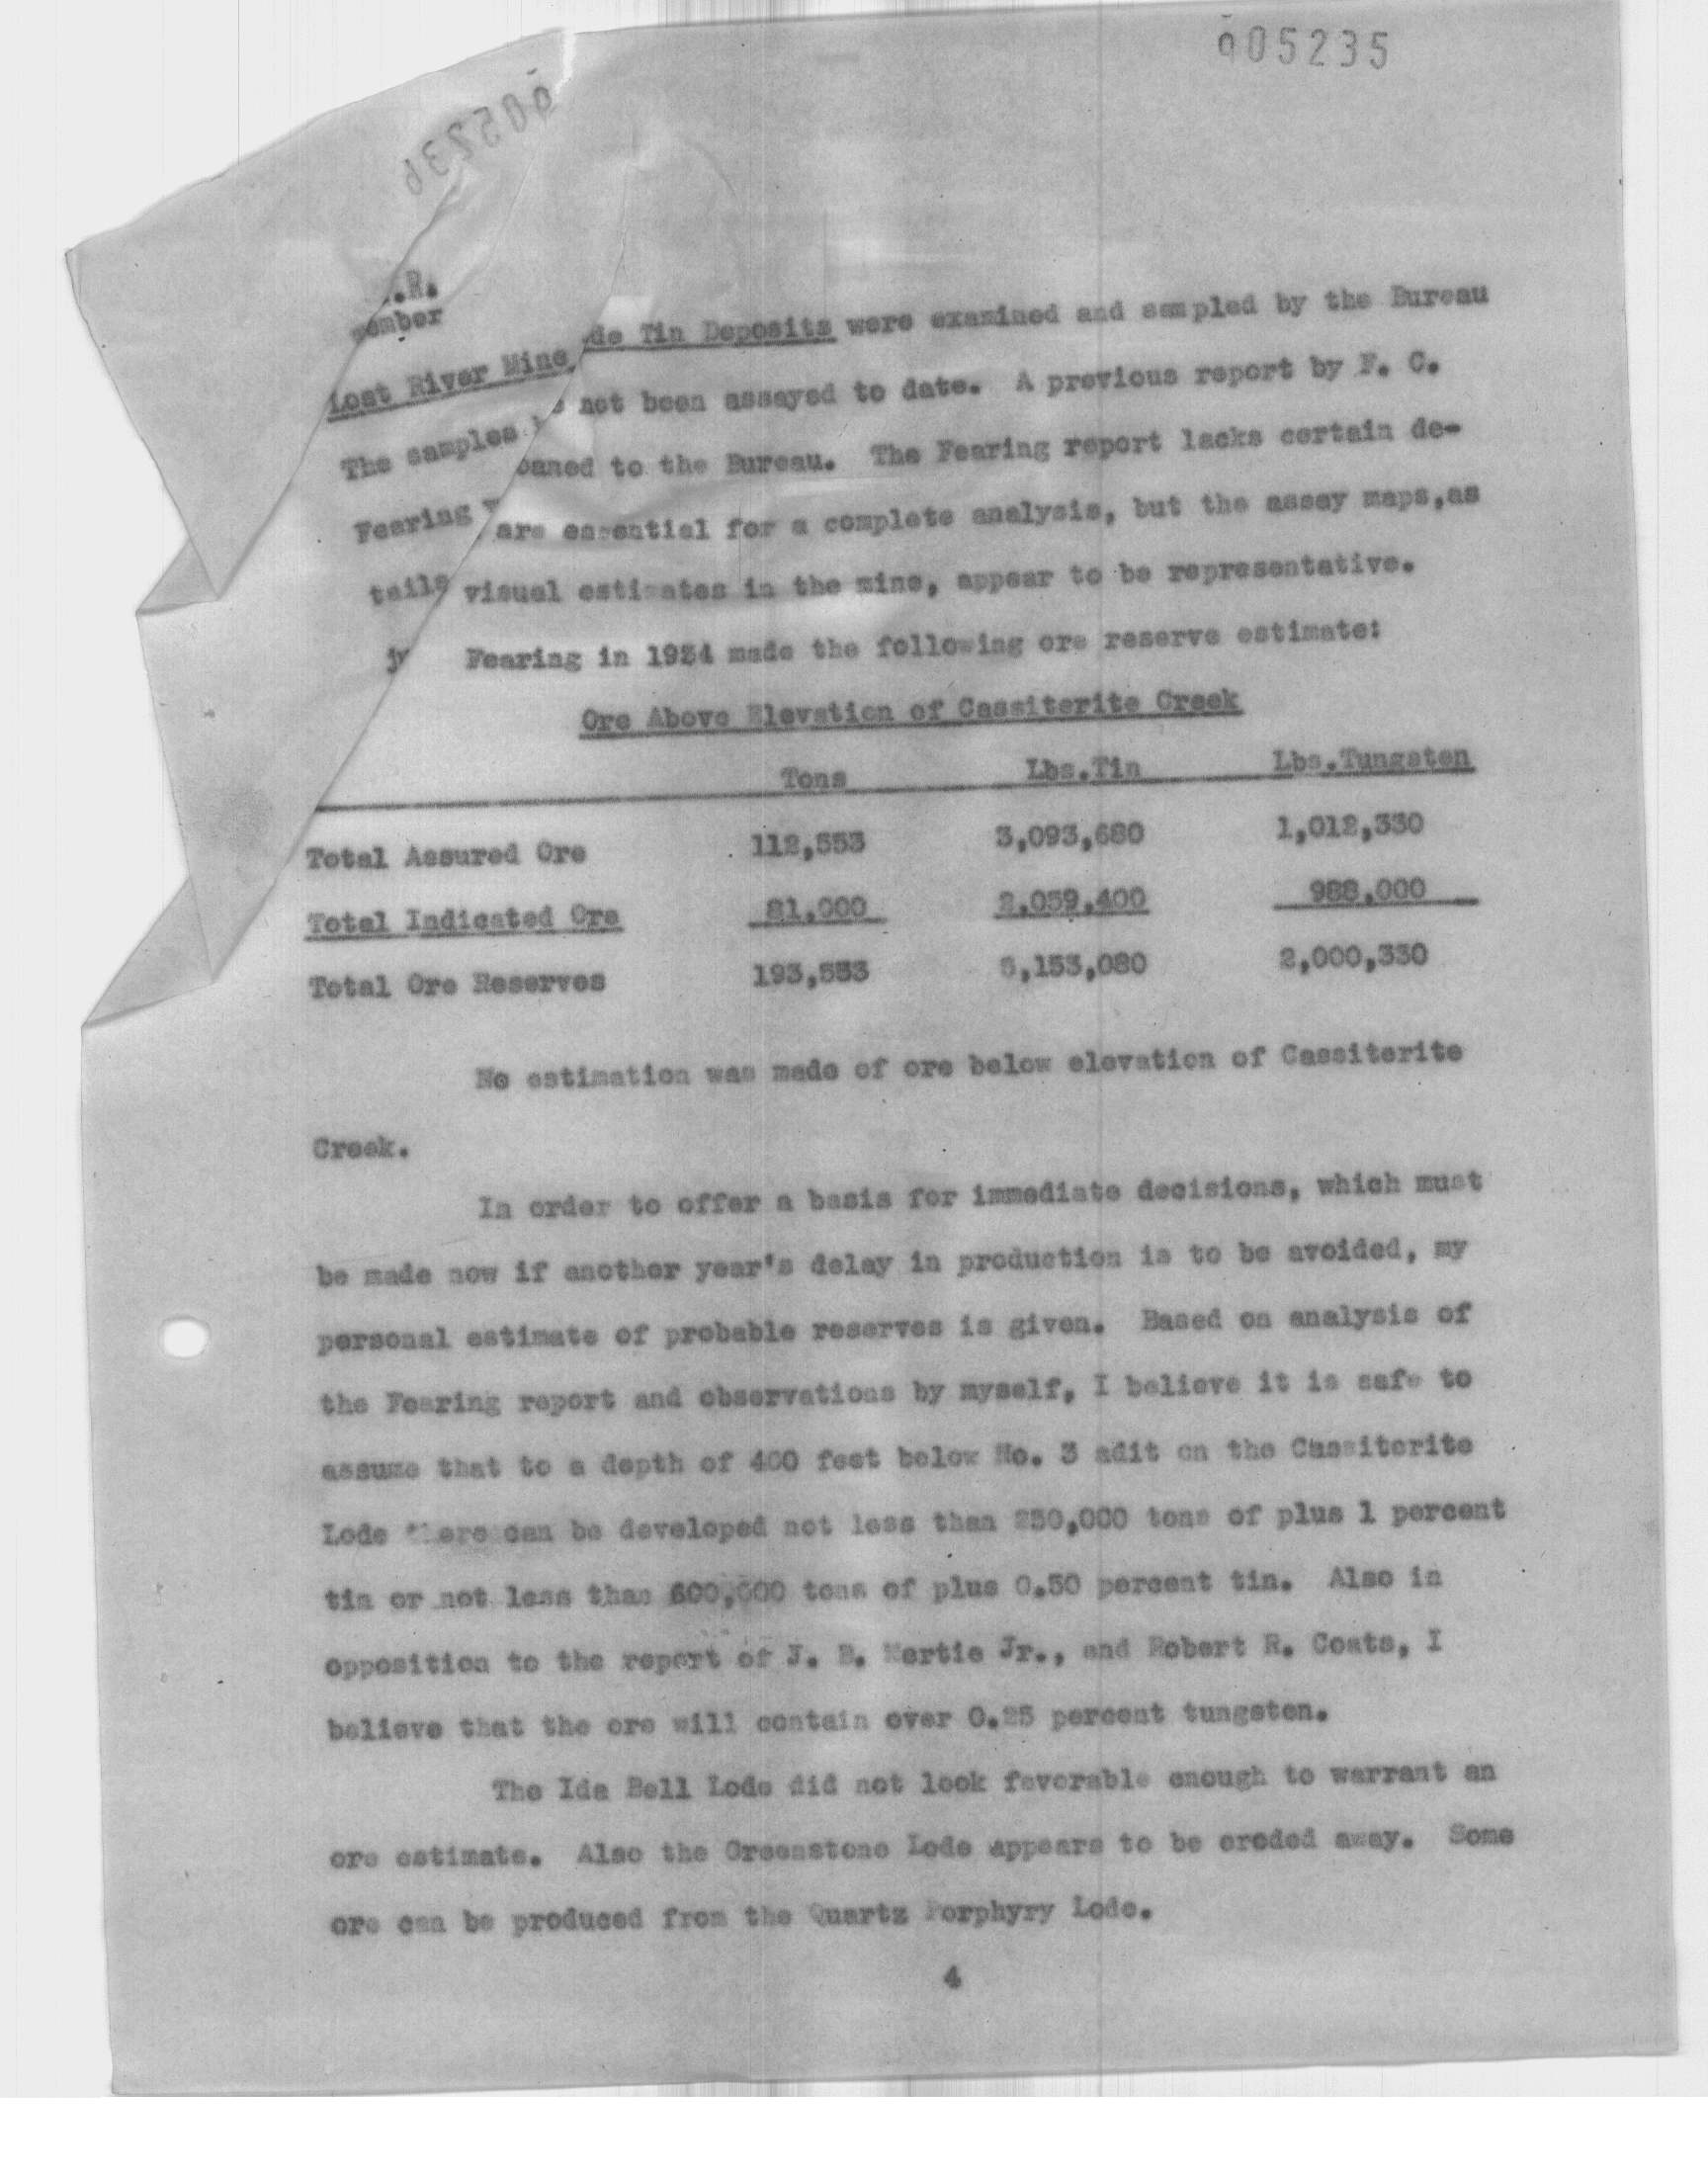 005235
.R.
ember
Lost River Mine de Tin Deposits were examined and sampled by the Bureau
The samples not been assayed to date. A previous report by F. C.
Fearing oaned to the Bureau. The Fearing report lacks certain de-
tails are essential for a complete analysis, but the assay maps,as
visual estimates in the mine, appear to be representative.
Fearing in 1934 made the following ore reserve estimate:
Ore Above Elevation of Cassiterite Creek
Tons Lbs.Tin Lbs.Tungsten
Total Assured Ore 112,553 3,093,680 1,012,330
Total Indicated Ore 81,000 2,059,400 988,000
Total Ore Reserves 193,553 5,153,080 2,000,330
No estimation was made of ore below elevation of Cassiterite
Creek.
In order to offer a basis for immediate decisions, which must
be made now if another year's delay in production is to be avoided, my
personal estimate of probable reserves is given. Based on analysis of
the Fearing report and observations by myself, I believe it is safe to
assume that to a depth of 400 feet below No. 3 adit on the Cassiterite
Lode there can be developed not less than 250,000 tons of plus 1 percent
tin or not less than 600,000 tons of plus 0.50 percent tin. Also in
opposition to the report of J. B. Mertie Jr., and Robert R. Coats, I
believe that the ore will contain over 0.25 percent tungsten.
The Ida Bell Lode did not look favorable enough to warrant an
ore estimate. Also the Greenstone Lode appears to be eroded away. Some
ore can be produced from the Quartz Porphyry Lode.
4